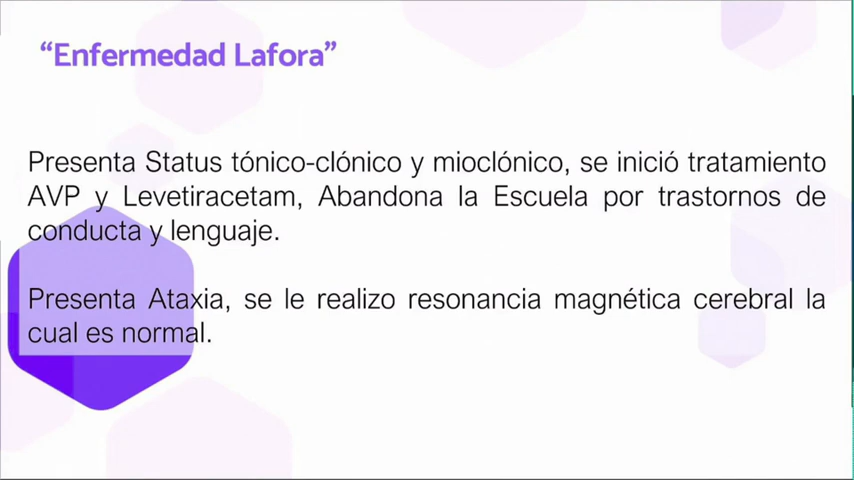 “Enfermedad Lafora”
Presenta Status tónico-clónico y mioclónico, se inició tratamiento
AVP y Levetiracetam, Abandona la Escuela por trastornos de
conducta y lenguaje.
Presenta Ataxia, se le realizo resonancia magnética cerebral la
cual es normal.